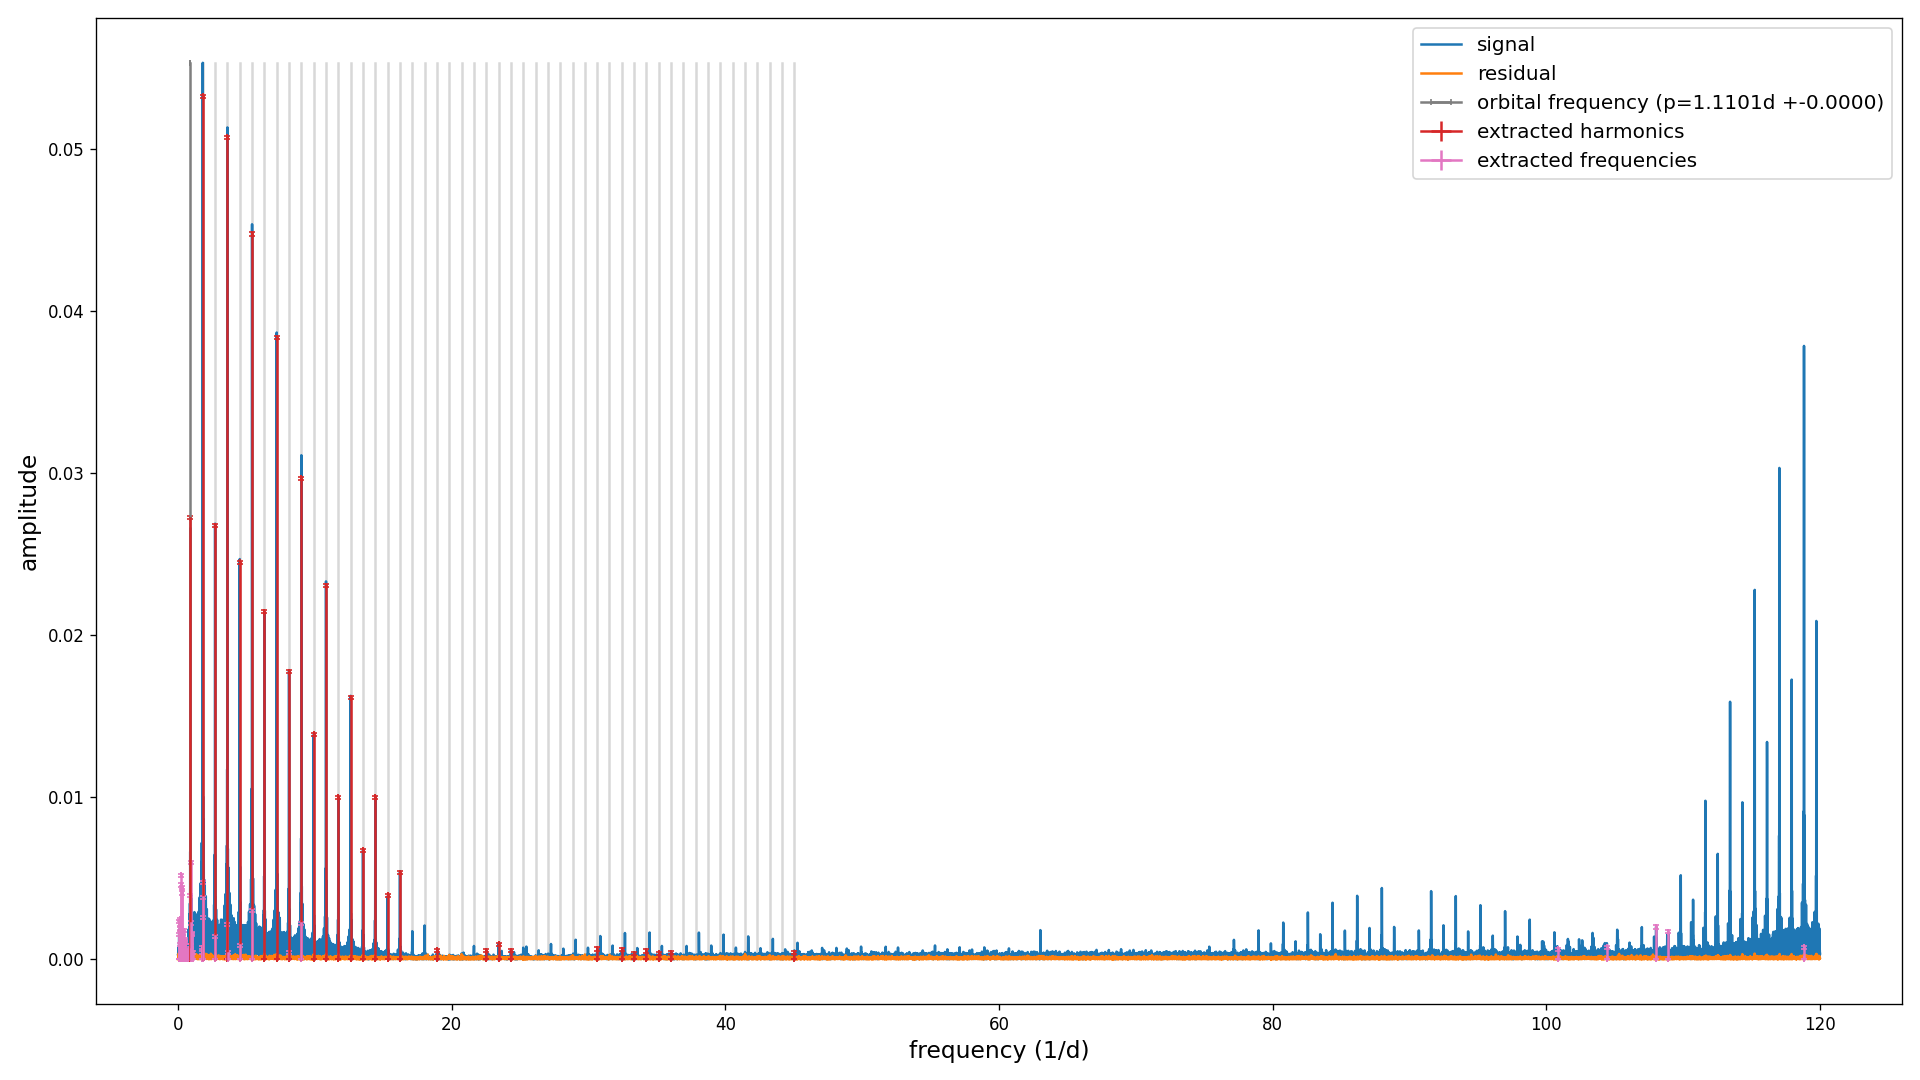 signal
residual
orbital frequency (p=1.1101d +-0.0000)
extracted harmonics
extracted frequencies
amplitude
0.05
0.04
0.03
0.02
0.01
0.00
0 20 40 60 80 100 120
frequency (1/d)